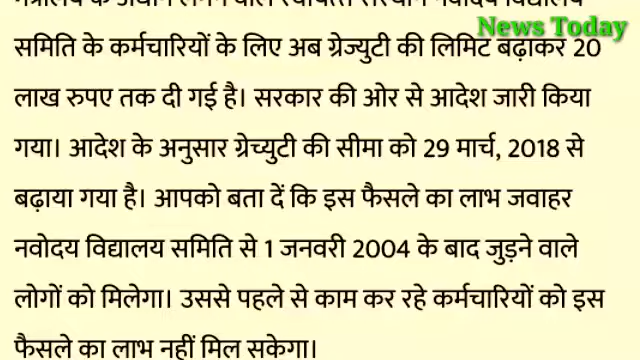 News Today
समिति के कर्मचारियों के लिए अब ग्रेज्युटी की लिमिट बढ़ाकर 20
लाख रुपए तक दी गई है। सरकार की ओर से आदेश जारी किया
गया। आदेश के अनुसार ग्रेच्युटी की सीमा को 29 मार्च, 2018 से
बढ़ाया गया है। आपको बता दें कि इस फैसले का लाभ जवाहर
नवोदय विद्यालय समिति से 1 जनवरी 2004 के बाद जुड़ने वाले
लोगों को मिलेगा। उससे पहले से काम कर रहे कर्मचारियों को इस
फैसले का लाभ नहीं मिल सकेगा।